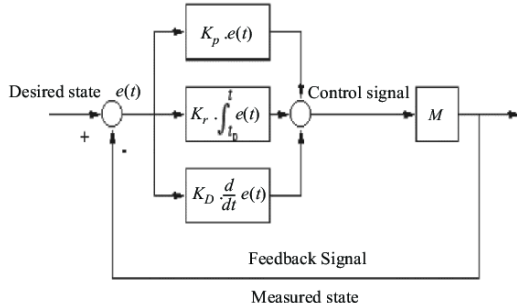 K_p .e(t)
Desired state
e(t)
+
-
K_r . ∫_{t_0}^{t} e(t)
Control signal
M
K_D . d/dt e(t)
Feedback Signal
Measured state